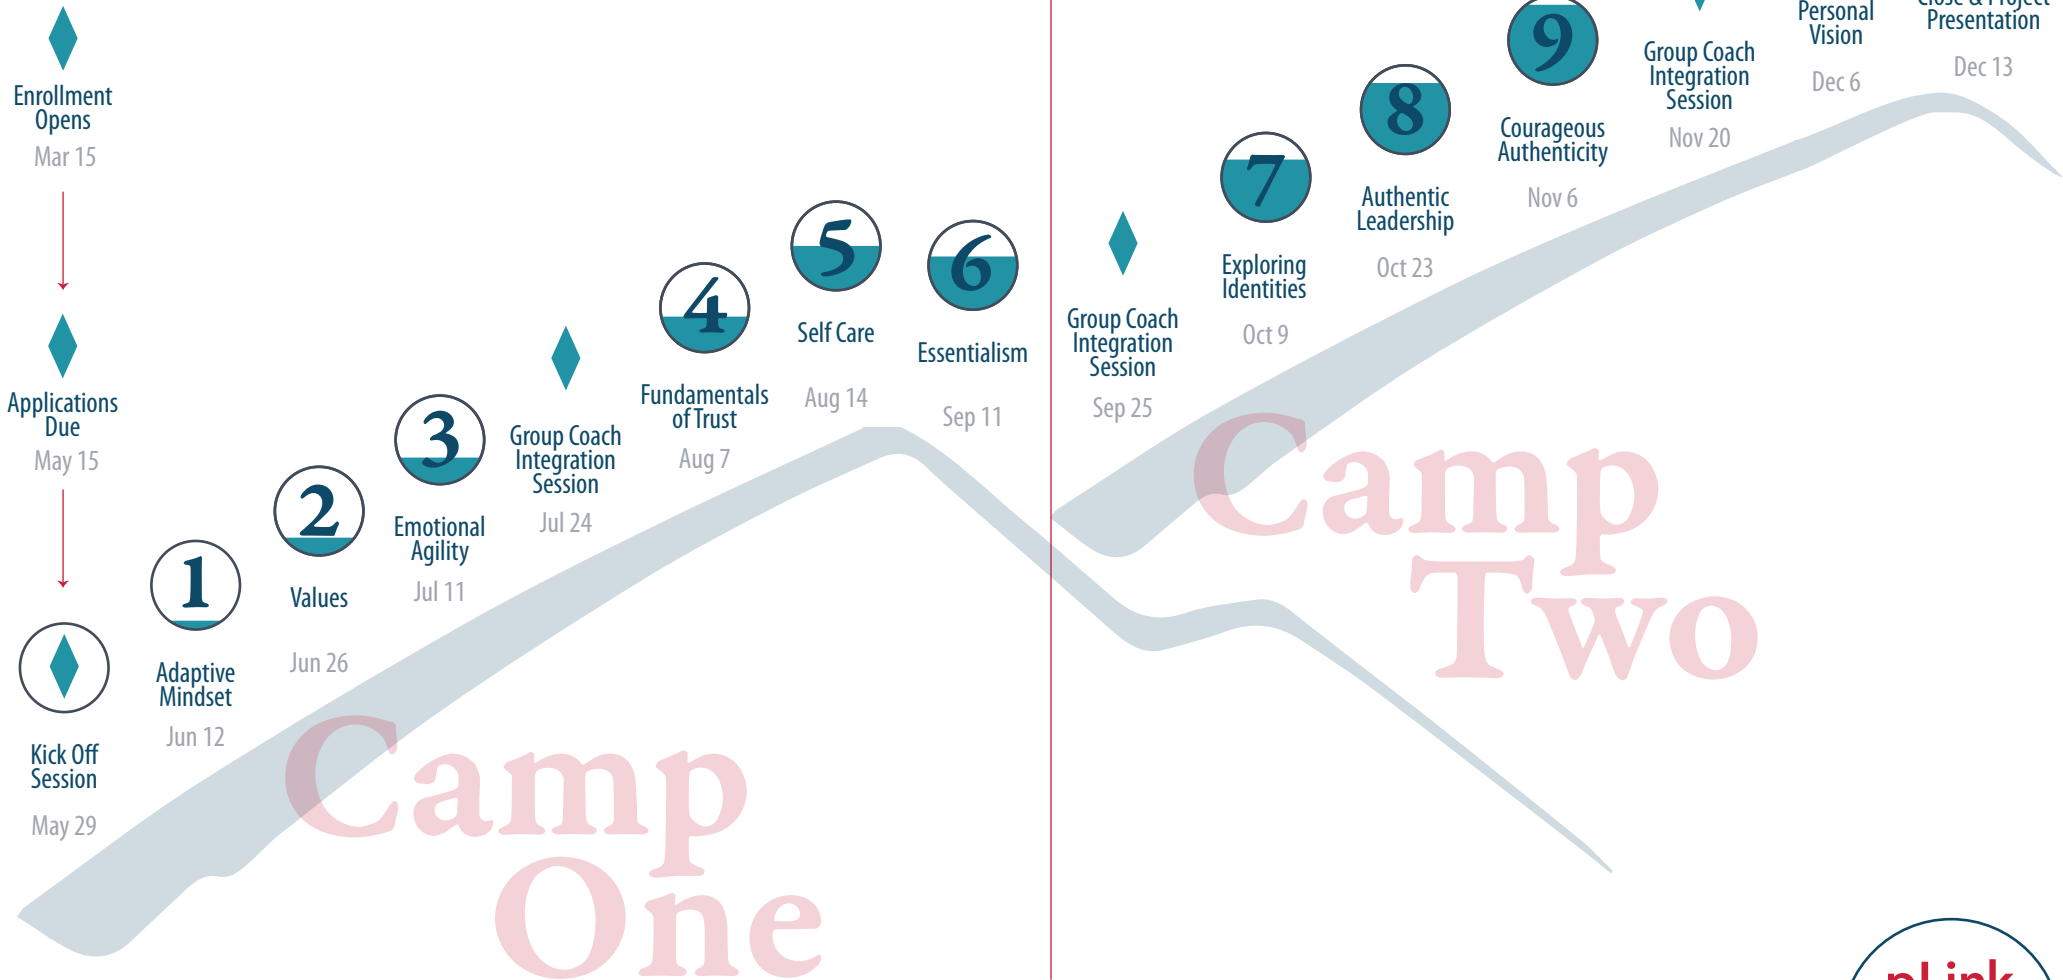 Enrollment
Opens
Mar 15
Applications
Due
May 15
Kick Off
Session
May 29
1
Adaptive
Mindset
Jun 12
2
Values
Jun 26
3
Emotional
Agility
Jul 11
Group Coach
Integration
Session
Jul 24
4
Fundamentals
of Trust
Aug 7
5
Self Care
Aug 14
6
Essentialism
Sep 11
Camp
One
Group Coach
Integration
Session
Sep 25
7
Exploring
Identities
Oct 9
8
Authentic
Leadership
Oct 23
9
Courageous
Authenticity
Nov 6
Group Coach
Integration
Session
Nov 20
Personal
Vision
Dec 6
Close & Project
Presentation
Dec 13
Camp
Two
pLink